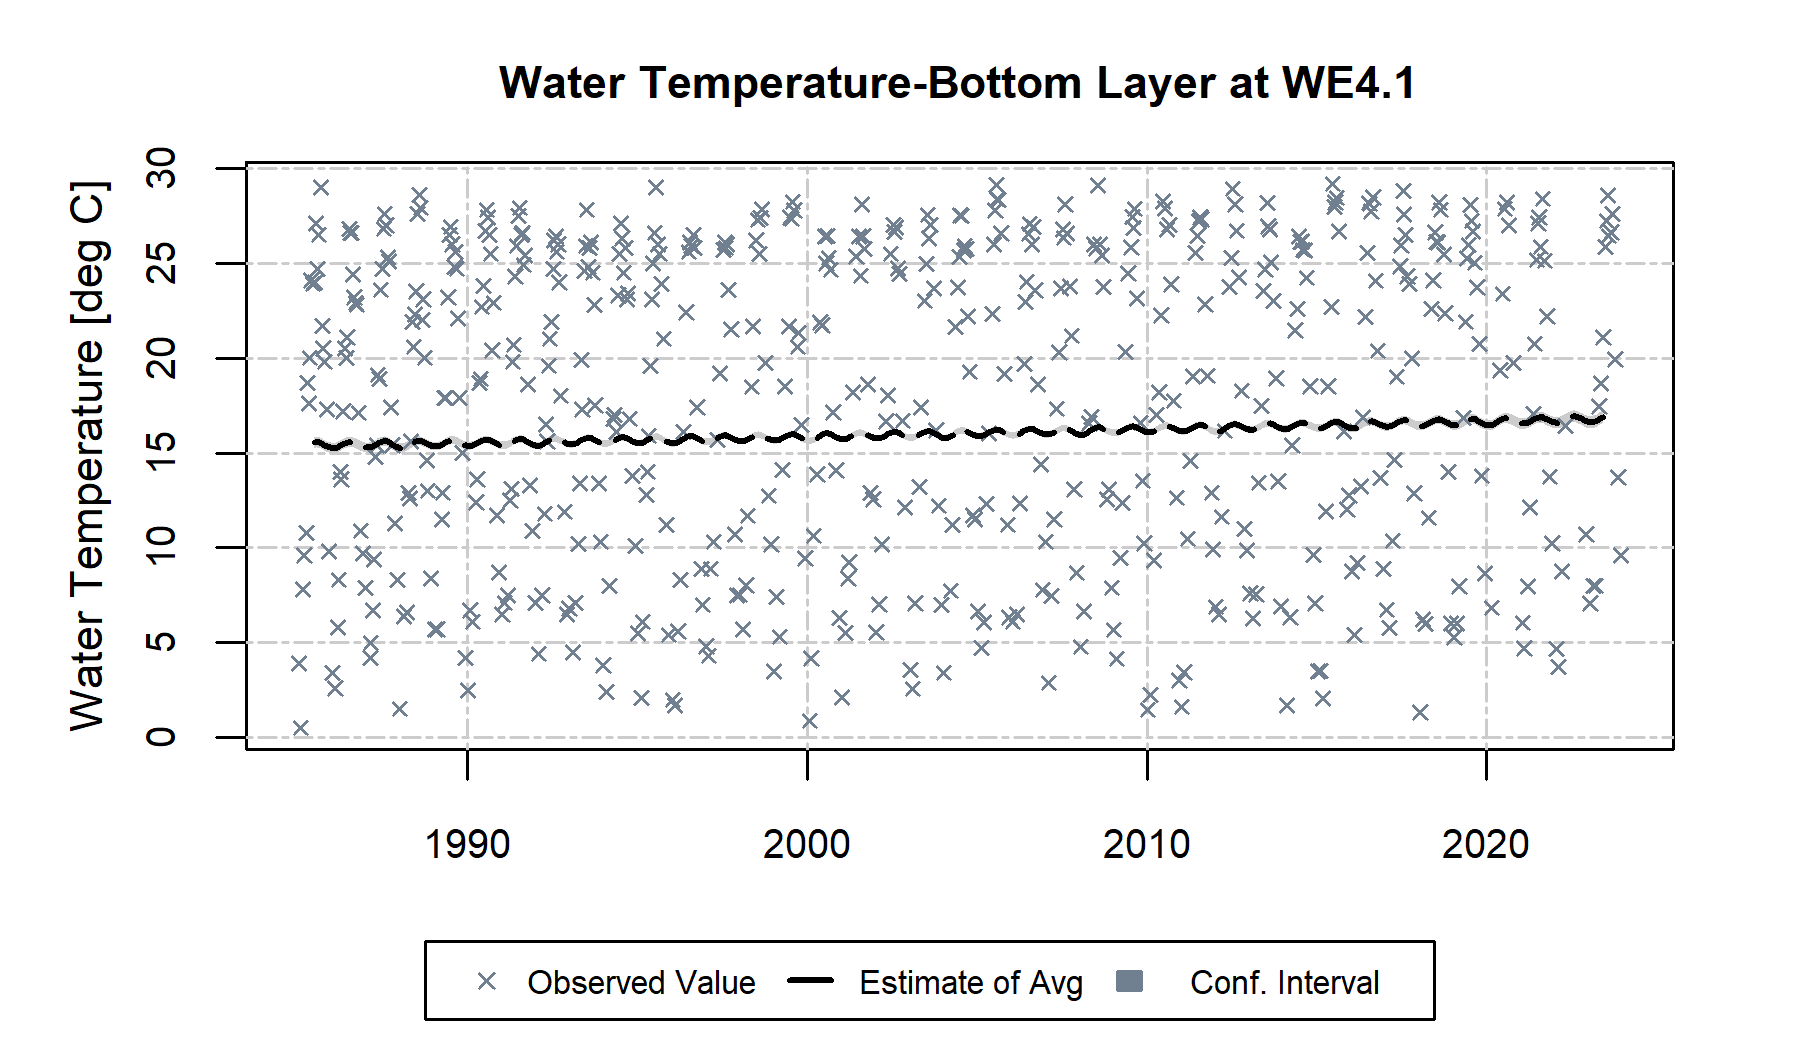 Water Temperature-Bottom Layer at WE4.1
Water Temperature [deg C]
30
25
20
15
10
5
0
1990 2000 2010 2020
Observed Value Estimate of Avg Conf. Interval